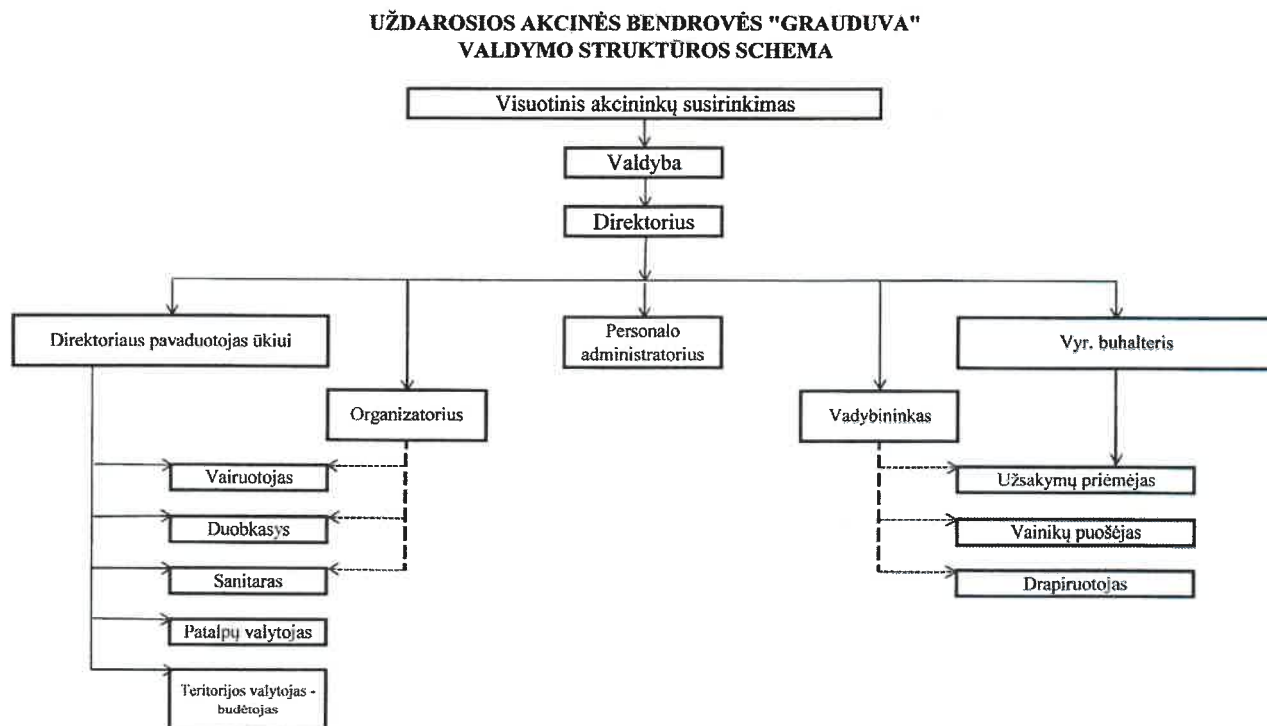 UŽDAROSIOS AKCINĖS BENDROVĖS "GRAUDUVA"
VALDYMO STRUKTŪROS SCHEMA
Visuotinis akcininkų susirinkimas
Valdyba
Direktorius
Direktoriaus pavaduotojas ūkiui
Personalo
administratorius
Vyr. buhalteris
Organizatorius
Vadybininkas
Vairuotojas
Duobkasys
Sanitaras
Patalpų valytojas
Teritorijos valytojas -
budėtojas
Užsakymų priėmėjas
Vainikų puošėjas
Drapiruotojas